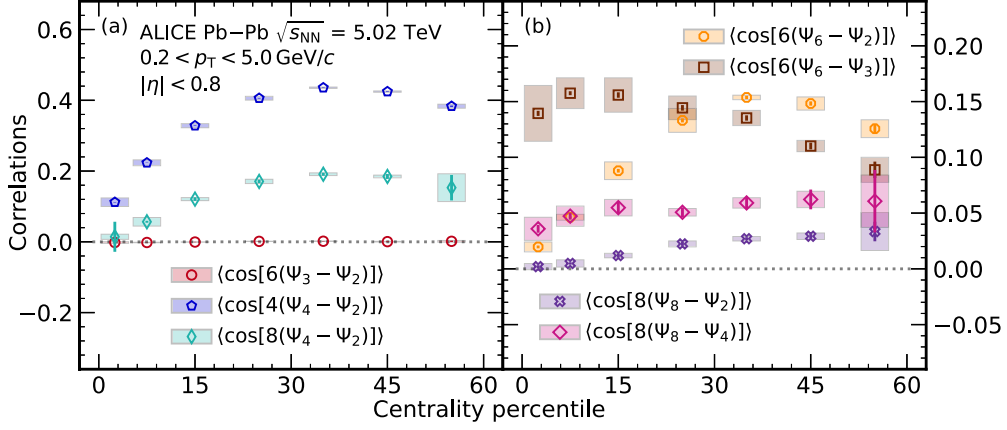 Correlations
0.6
0.4
0.2
0.0
−0.2
(a) ALICE Pb−Pb √s_NN = 5.02 TeV
0.2 < p_T < 5.0 GeV/c
|η| < 0.8
⟨cos[6(Ψ₃ − Ψ₂)]⟩
⟨cos[4(Ψ₄ − Ψ₂)]⟩
⟨cos[8(Ψ₄ − Ψ₂)]⟩
0 15 30 45 60
(b)
⟨cos[6(Ψ₆ − Ψ₂)]⟩
⟨cos[6(Ψ₆ − Ψ₃)]⟩
⟨cos[8(Ψ₈ − Ψ₂)]⟩
⟨cos[8(Ψ₈ − Ψ₄)]⟩
0.20
0.15
0.10
0.05
0.00
−0.05
0 15 30 45 60
Centrality percentile